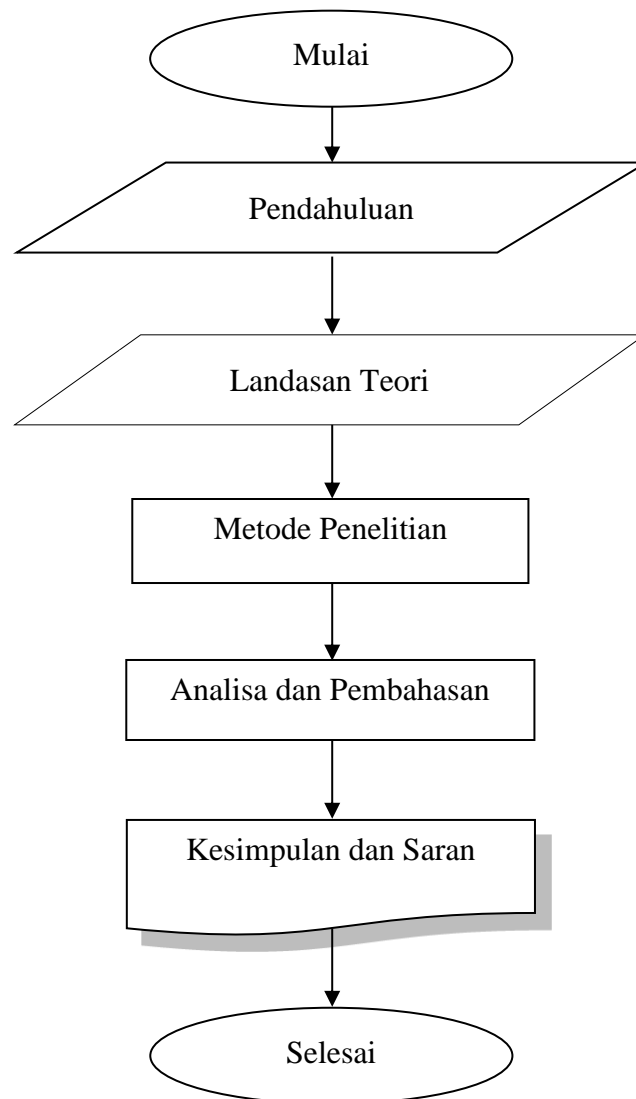 Mulai
Pendahuluan
Landasan Teori
Metode Penelitian
Analisa dan Pembahasan
Kesimpulan dan Saran
Selesai